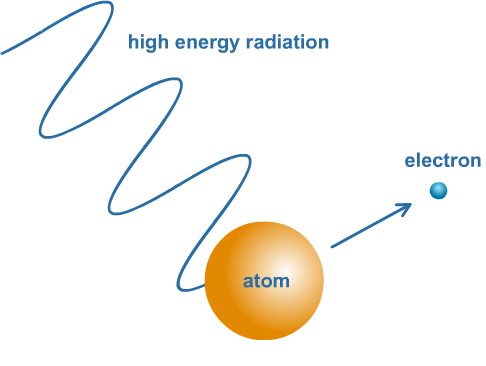 high energy radiation
electron
atom